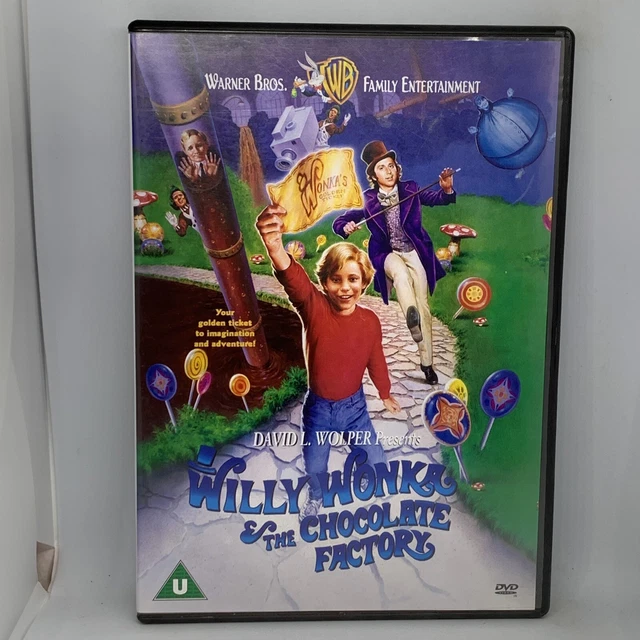 WARNER BROS. WB FAMILY ENTERTAINMENT
WONKA'S
Your
golden ticket
to imagination
and adventure!
DAVID L. WOLPER Presents
WILLY WONKA
& THE CHOCOLATE
FACTORY
U
DVD